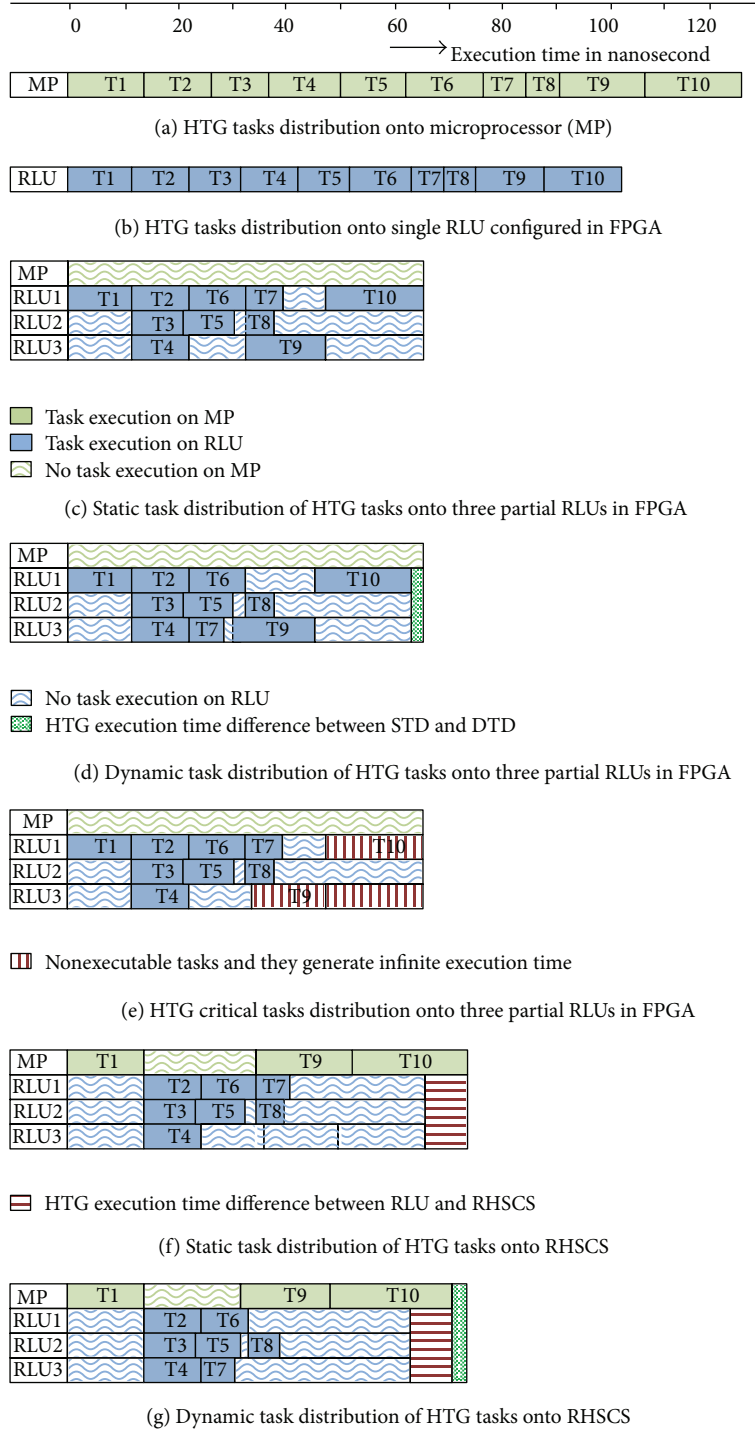 0 20 40 60 80 100 120
Execution time in nanosecond
MP T1 T2 T3 T4 T5 T6 T7 T8 T9 T10
(a) HTG tasks distribution onto microprocessor (MP)
RLU T1 T2 T3 T4 T5 T6 T7 T8 T9 T10
(b) HTG tasks distribution onto single RLU configured in FPGA
MP
RLU1 T1 T2 T6 T7 T10
RLU2 T3 T5 T8
RLU3 T4 T9
Task execution on MP
Task execution on RLU
No task execution on MP
(c) Static task distribution of HTG tasks onto three partial RLUs in FPGA
MP
RLU1 T1 T2 T6 T10
RLU2 T3 T5 T8
RLU3 T4 T7 T9
No task execution on RLU
HTG execution time difference between STD and DTD
(d) Dynamic task distribution of HTG tasks onto three partial RLUs in FPGA
MP
RLU1 T1 T2 T6 T7 T10
RLU2 T3 T5 T8
RLU3 T4 T9
Nonexecutable tasks and they generate infinite execution time
(e) HTG critical tasks distribution onto three partial RLUs in FPGA
MP T1 T9 T10
RLU1 T2 T6 T7
RLU2 T3 T5 T8
RLU3 T4
HTG execution time difference between RLU and RHSCS
(f) Static task distribution of HTG tasks onto RHSCS
MP T1 T9 T10
RLU1 T2 T6
RLU2 T3 T5 T8
RLU3 T4 T7
(g) Dynamic task distribution of HTG tasks onto RHSCS